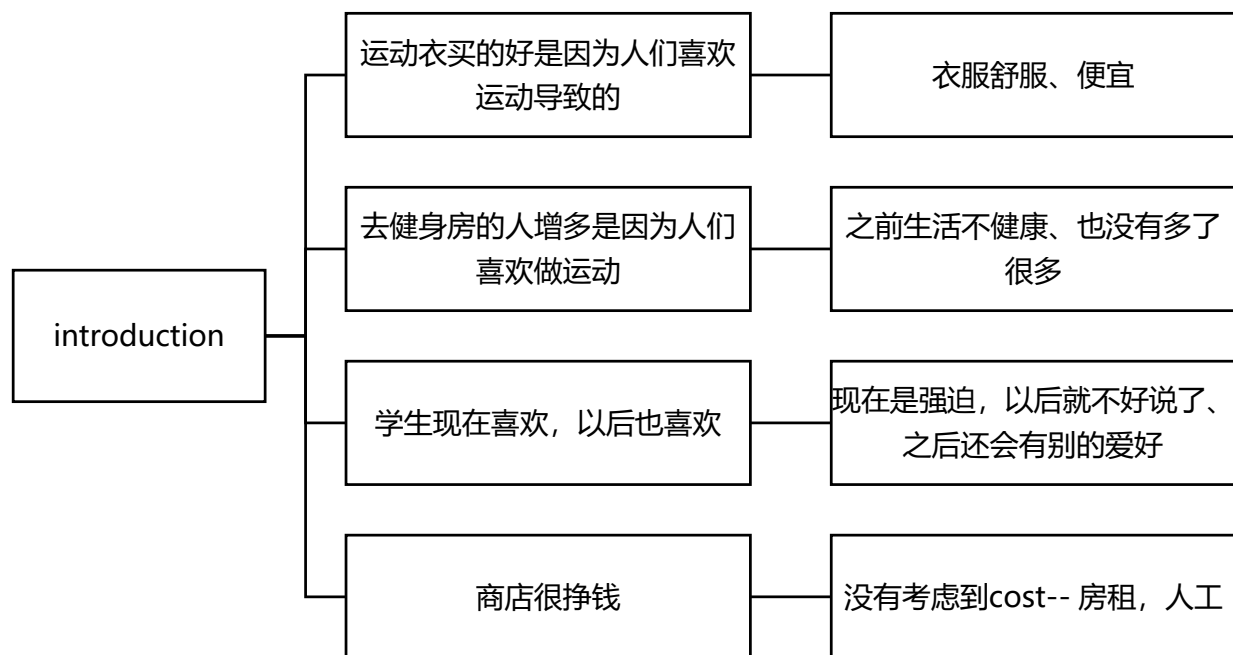 运动衣买的好是因为人们喜欢
运动导致的
衣服舒服、便宜
去健身房的人增多是因为人们
喜欢做运动
之前生活不健康、也没有多了
很多
introduction
学生现在喜欢，以后也喜欢
现在是强迫，以后就不好说了、
之后还会有别的爱好
商店很挣钱
没有考虑到cost-- 房租，人工